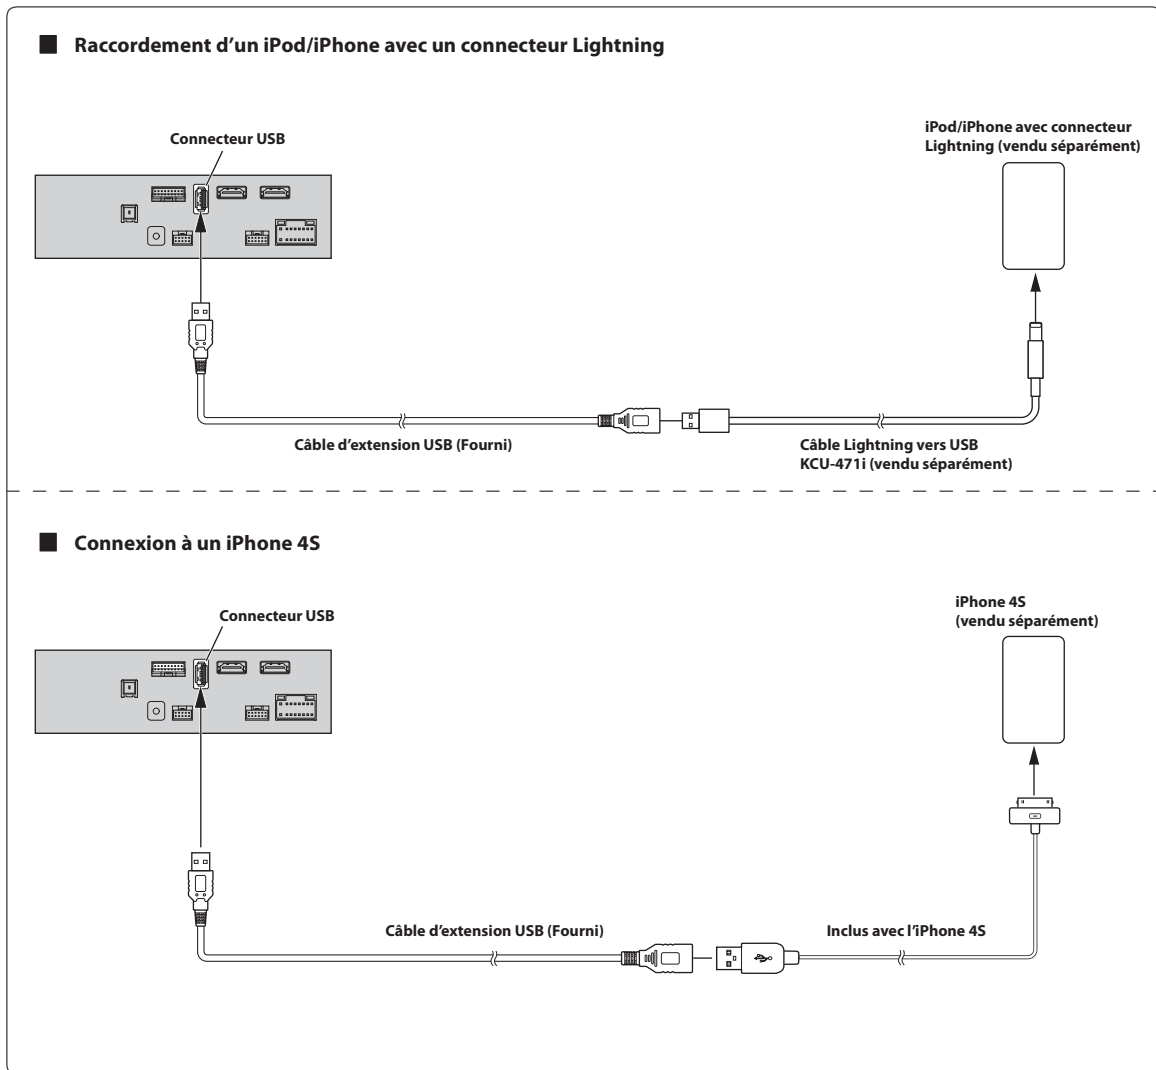 Raccordement d’un iPod/iPhone avec un connecteur Lightning
Connecteur USB
iPod/iPhone avec connecteur
Lightning (vendu séparément)
Câble d’extension USB (Fourni)
Câble Lightning vers USB
KCU-471i (vendu séparément)
Connexion à un iPhone 4S
Connecteur USB
iPhone 4S
(vendu séparément)
Câble d’extension USB (Fourni)
Inclus avec l’iPhone 4S